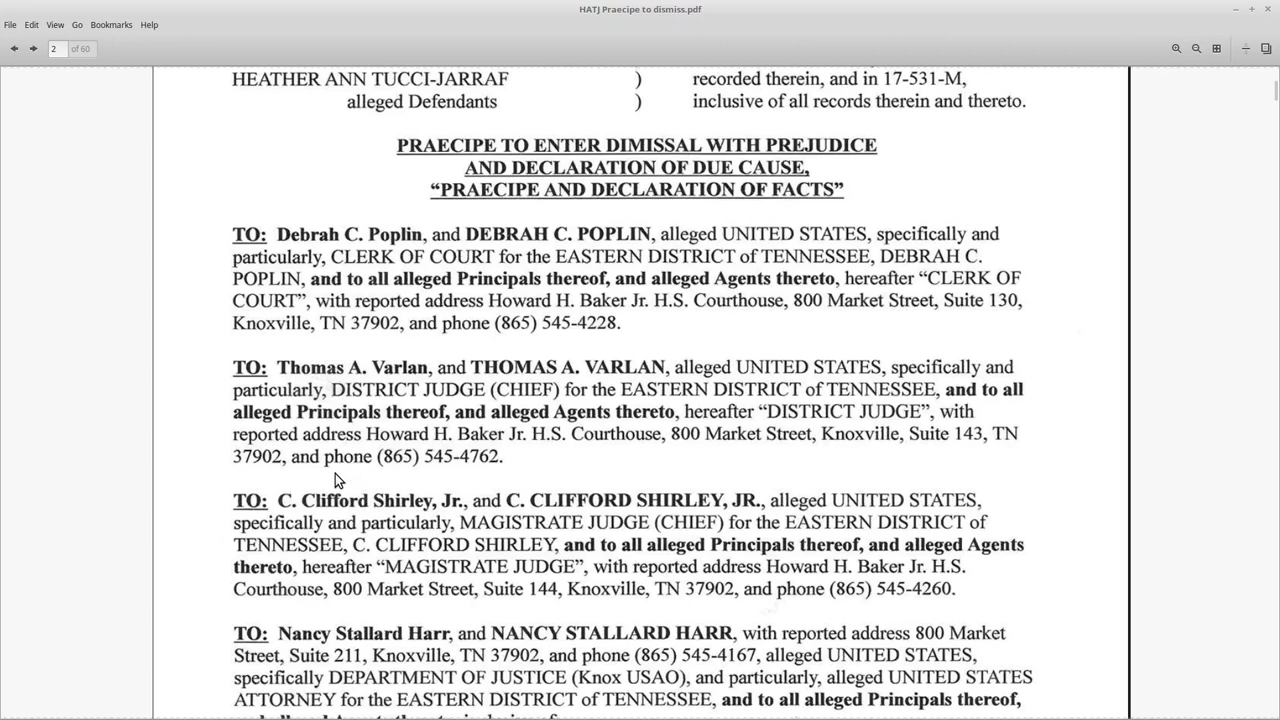 HATJ Praecipe to dismiss.pdf
File Edit View Go Bookmarks Help
2 of 60
HEATHER ANN TUCCI-JARRAF ) recorded therein, and in 17-531-M,
alleged Defendants ) inclusive of all records therein and thereto.
PRAECIPE TO ENTER DIMISSAL WITH PREJUDICE
AND DECLARATION OF DUE CAUSE,
“PRAECIPE AND DECLARATION OF FACTS”
TO: Debrah C. Poplin, and DEBRAH C. POPLIN, alleged UNITED STATES, specifically and
particularly, CLERK OF COURT for the EASTERN DISTRICT of TENNESSEE, DEBRAH C.
POPLIN, and to all alleged Principals thereof, and alleged Agents thereto, hereafter “CLERK OF
COURT”, with reported address Howard H. Baker Jr. H.S. Courthouse, 800 Market Street, Suite 130,
Knoxville, TN 37902, and phone (865) 545-4228.
TO: Thomas A. Varlan, and THOMAS A. VARLAN, alleged UNITED STATES, specifically and
particularly, DISTRICT JUDGE (CHIEF) for the EASTERN DISTRICT of TENNESSEE, and to all
alleged Principals thereof, and alleged Agents thereto, hereafter “DISTRICT JUDGE”, with
reported address Howard H. Baker Jr. H.S. Courthouse, 800 Market Street, Knoxville, Suite 143, TN
37902, and phone (865) 545-4762.
TO: C. Clifford Shirley, Jr., and C. CLIFFORD SHIRLEY, JR., alleged UNITED STATES,
specifically and particularly, MAGISTRATE JUDGE (CHIEF) for the EASTERN DISTRICT of
TENNESSEE, C. CLIFFORD SHIRLEY, and to all alleged Principals thereof, and alleged Agents
thereto, hereafter “MAGISTRATE JUDGE”, with reported address Howard H. Baker Jr. H.S.
Courthouse, 800 Market Street, Suite 144, Knoxville, TN 37902, and phone (865) 545-4260.
TO: Nancy Stallard Harr, and NANCY STALLARD HARR, with reported address 800 Market
Street, Suite 211, Knoxville, TN 37902, and phone (865) 545-4167, alleged UNITED STATES,
specifically DEPARTMENT OF JUSTICE (Knox USAO), and particularly, alleged UNITED STATES
ATTORNEY for the EASTERN DISTRICT of TENNESSEE, and to all alleged Principals thereof,